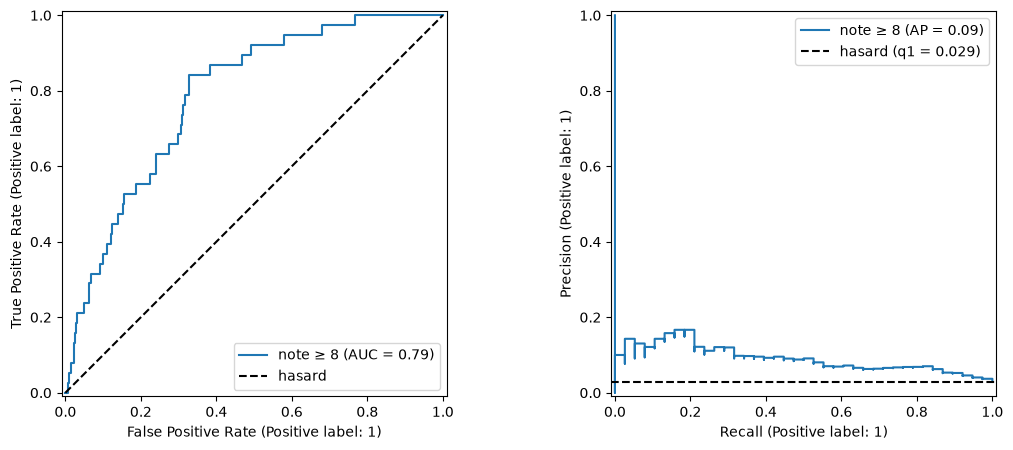 1.0
0.8
0.6
0.4
0.2
0.0
True Positive Rate (Positive label: 1)
note ≥ 8 (AUC = 0.79)
hasard
0.0 0.2 0.4 0.6 0.8 1.0
False Positive Rate (Positive label: 1)
1.0
0.8
0.6
0.4
0.2
0.0
Precision (Positive label: 1)
note ≥ 8 (AP = 0.09)
hasard (q1 = 0.029)
0.0 0.2 0.4 0.6 0.8 1.0
Recall (Positive label: 1)